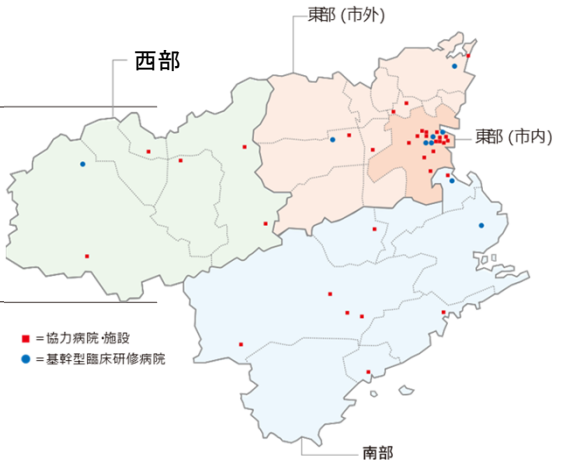 東部 (市外)
西部
東部 (市内)
■ =協力病院・施設
● =基幹型臨床研修病院
南部